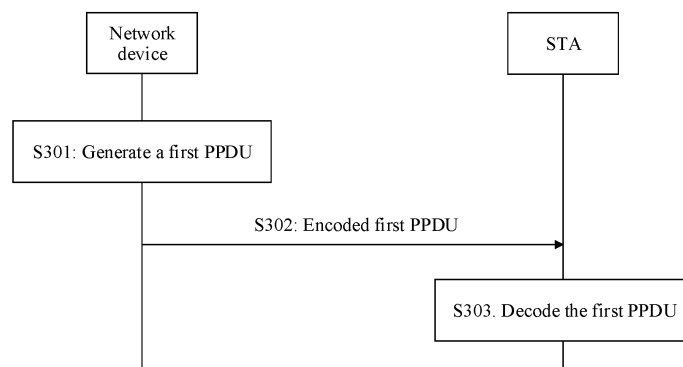 Network
device
STA
S301: Generate a first PPDU
S302: Encoded first PPDU
S303. Decode the first PPDU